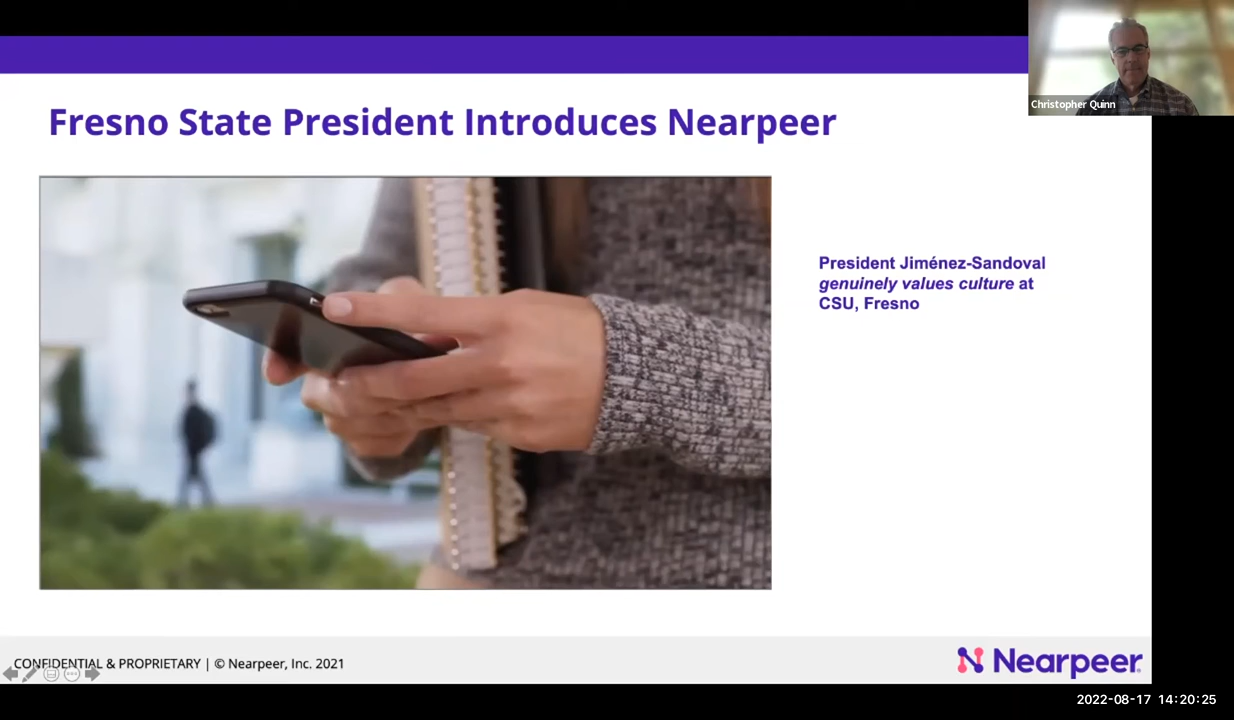 Christopher Quinn
Fresno State President Introduces Nearpeer
President Jiménez-Sandoval
genuinely values culture at
CSU, Fresno
CONFIDENTIAL & PROPRIETARY | © Nearpeer, Inc. 2021
Nearpeer
2022-08-17 14:20:25